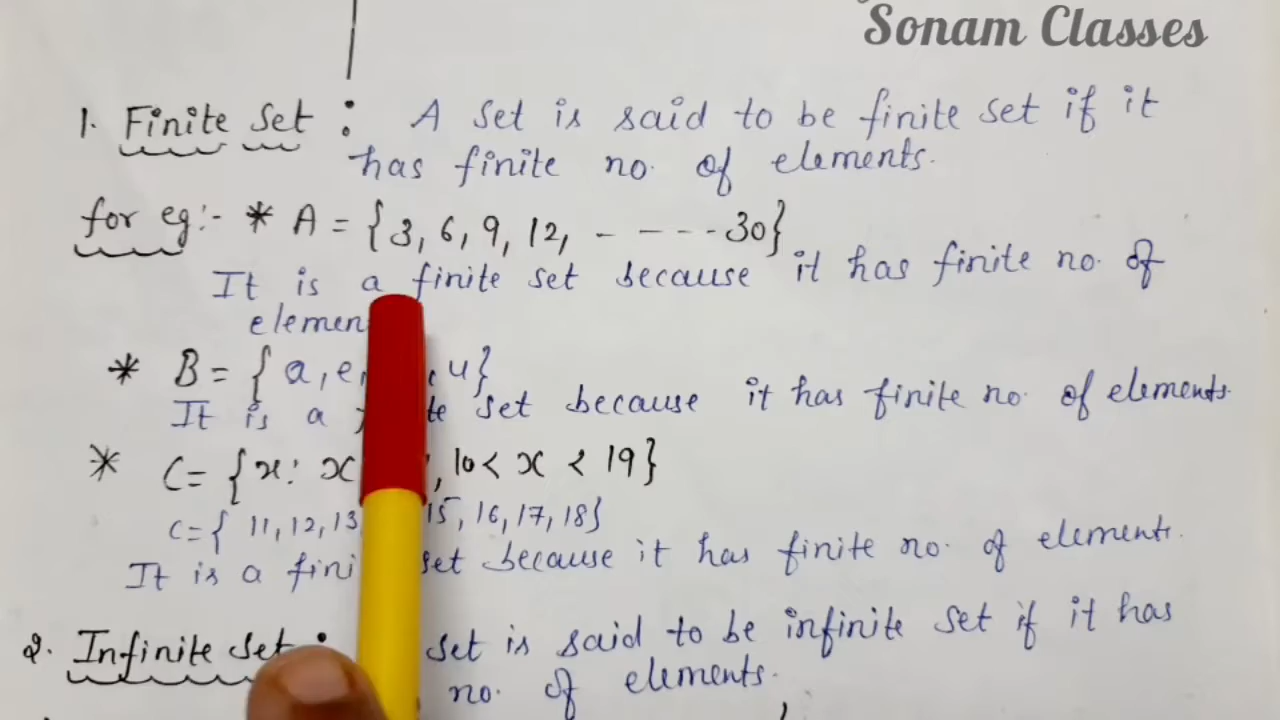 Sonam Classes
1. Finite set : A set is said to be finite set if it
has finite no. of elements.
for eg:- * A = {3, 6, 9, 12, - - - - - 30}
It is a finite set because it has finite no. of
elemen
* B = { a, e, , u}
It is a set because it has finite no. of elements.
* C = {x: x , 10 < x < 19}
C = { 11, 12, 13, 15, 16, 17, 18}
It is a set because it has finite no. of elements.
2. Infinite set : set is said to be infinite set if it has
no. of elements.